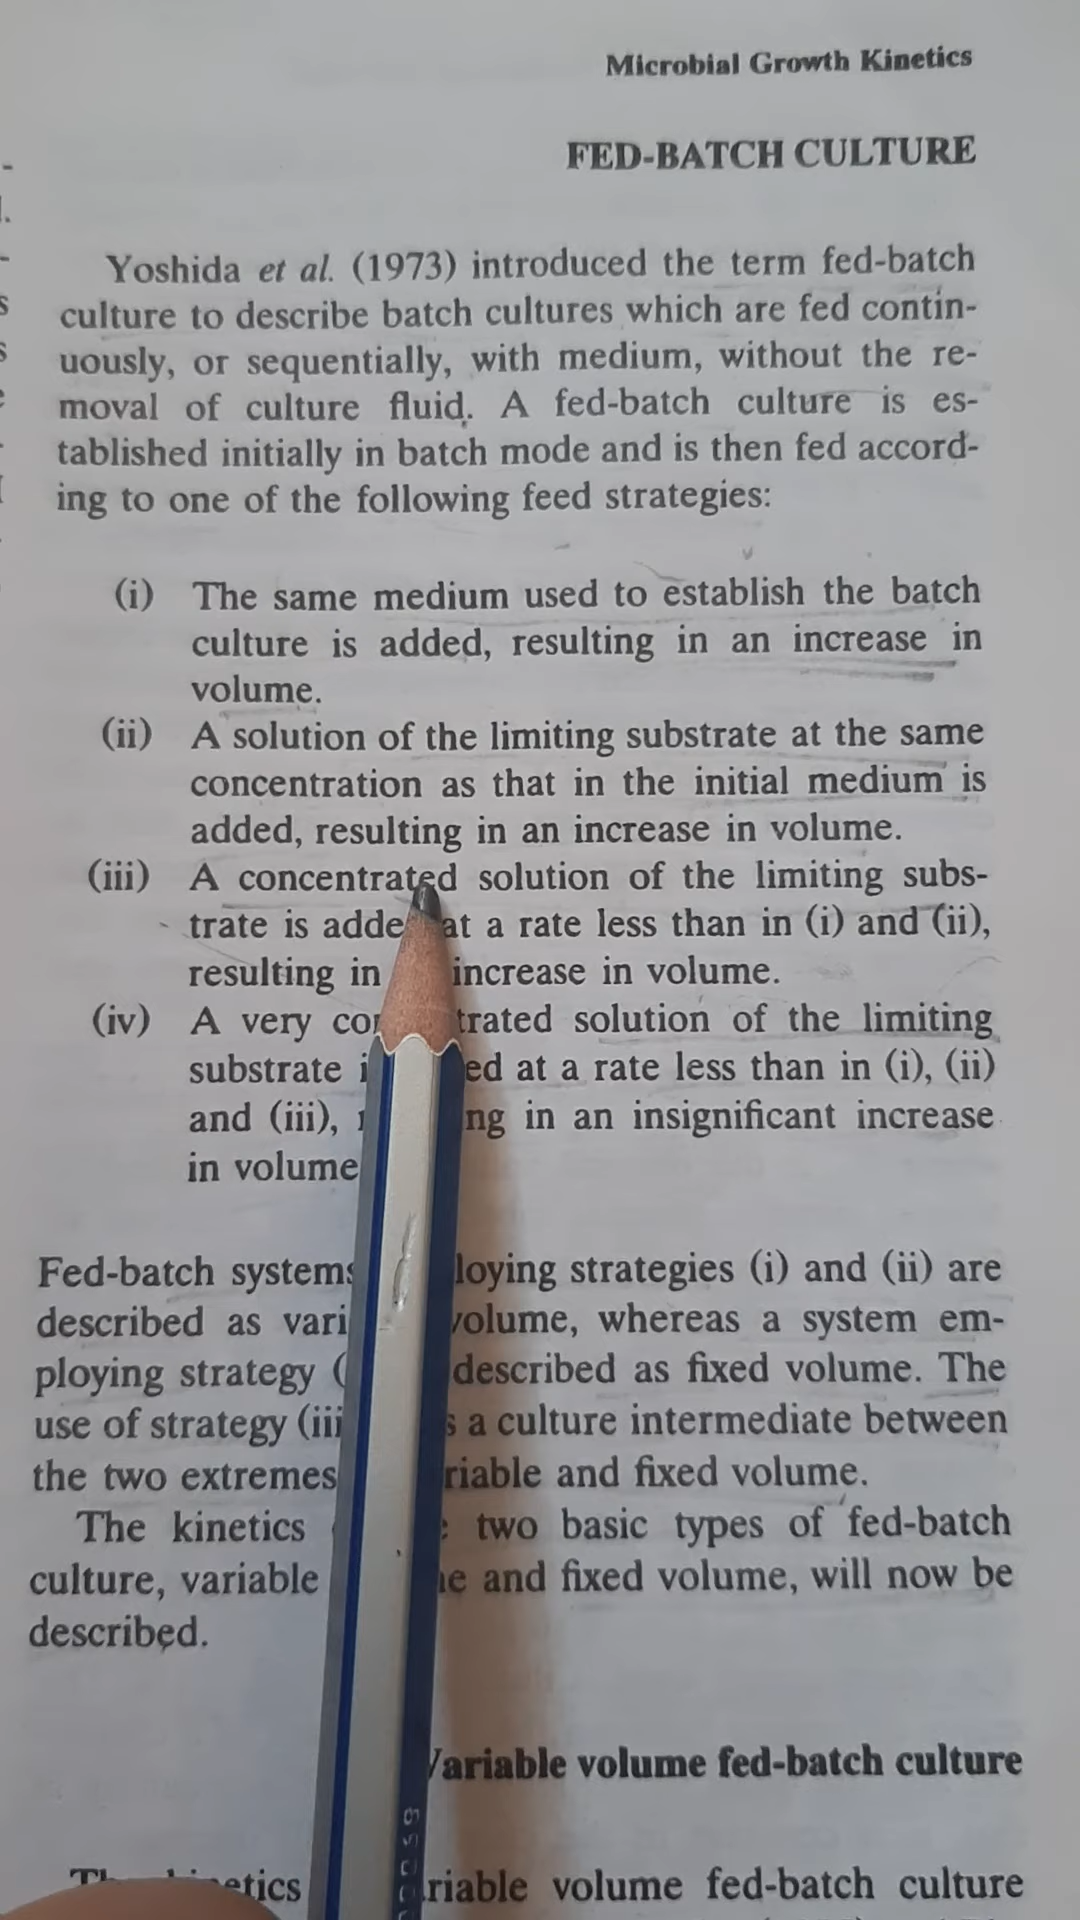 Microbial Growth Kinetics
FED-BATCH CULTURE
Yoshida et al. (1973) introduced the term fed-batch
culture to describe batch cultures which are fed contin-
uously, or sequentially, with medium, without the re-
moval of culture fluid. A fed-batch culture is es-
tablished initially in batch mode and is then fed accord-
ing to one of the following feed strategies:
(i) The same medium used to establish the batch
culture is added, resulting in an increase in
volume.
(ii) A solution of the limiting substrate at the same
concentration as that in the initial medium is
added, resulting in an increase in volume.
(iii) A concentrated solution of the limiting subs-
trate is adde at a rate less than in (i) and (ii),
resulting in increase in volume.
(iv) A very trated solution of the limiting
substrate ed at a rate less than in (i), (ii)
and (iii), ng in an insignificant increase
in volume
Fed-batch systems loying strategies (i) and (ii) are
described as vari volume, whereas a system em-
ploying strategy ( described as fixed volume. The
use of strategy (iii s a culture intermediate between
the two extremes riable and fixed volume.
The kinetics two basic types of fed-batch
culture, variable and fixed volume, will now be
described.
Variable volume fed-batch culture
etics riable volume fed-batch culture